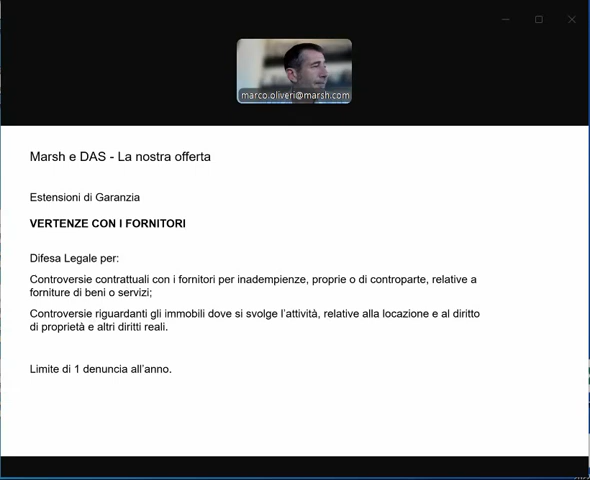 marco.oliveri@marsh.com
Marsh e DAS - La nostra offerta
Estensioni di Garanzia
VERTENZE CON I FORNITORI
Difesa Legale per:
Controversie contrattuali con i fornitori per inadempienze, proprie o di controparte, relative a
forniture di beni o servizi;
Controversie riguardanti gli immobili dove si svolge l'attività, relative alla locazione e al diritto
di proprietà e altri diritti reali.
Limite di 1 denuncia all'anno.